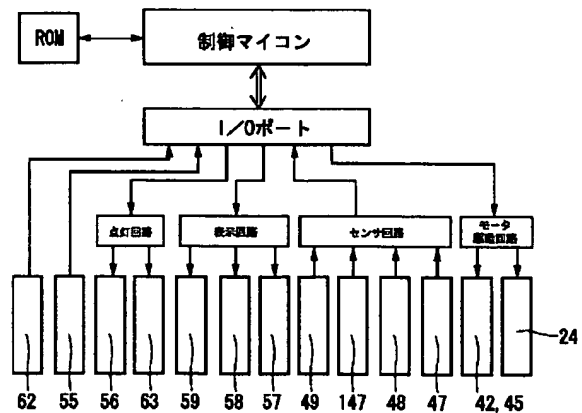 ROM
制御マイコン
I/Oポート
点灯回路
表示回路
センサ回路
モータ
駆動回路
24
62 55 56 63 59 58 57 49 147 48 47 42, 45